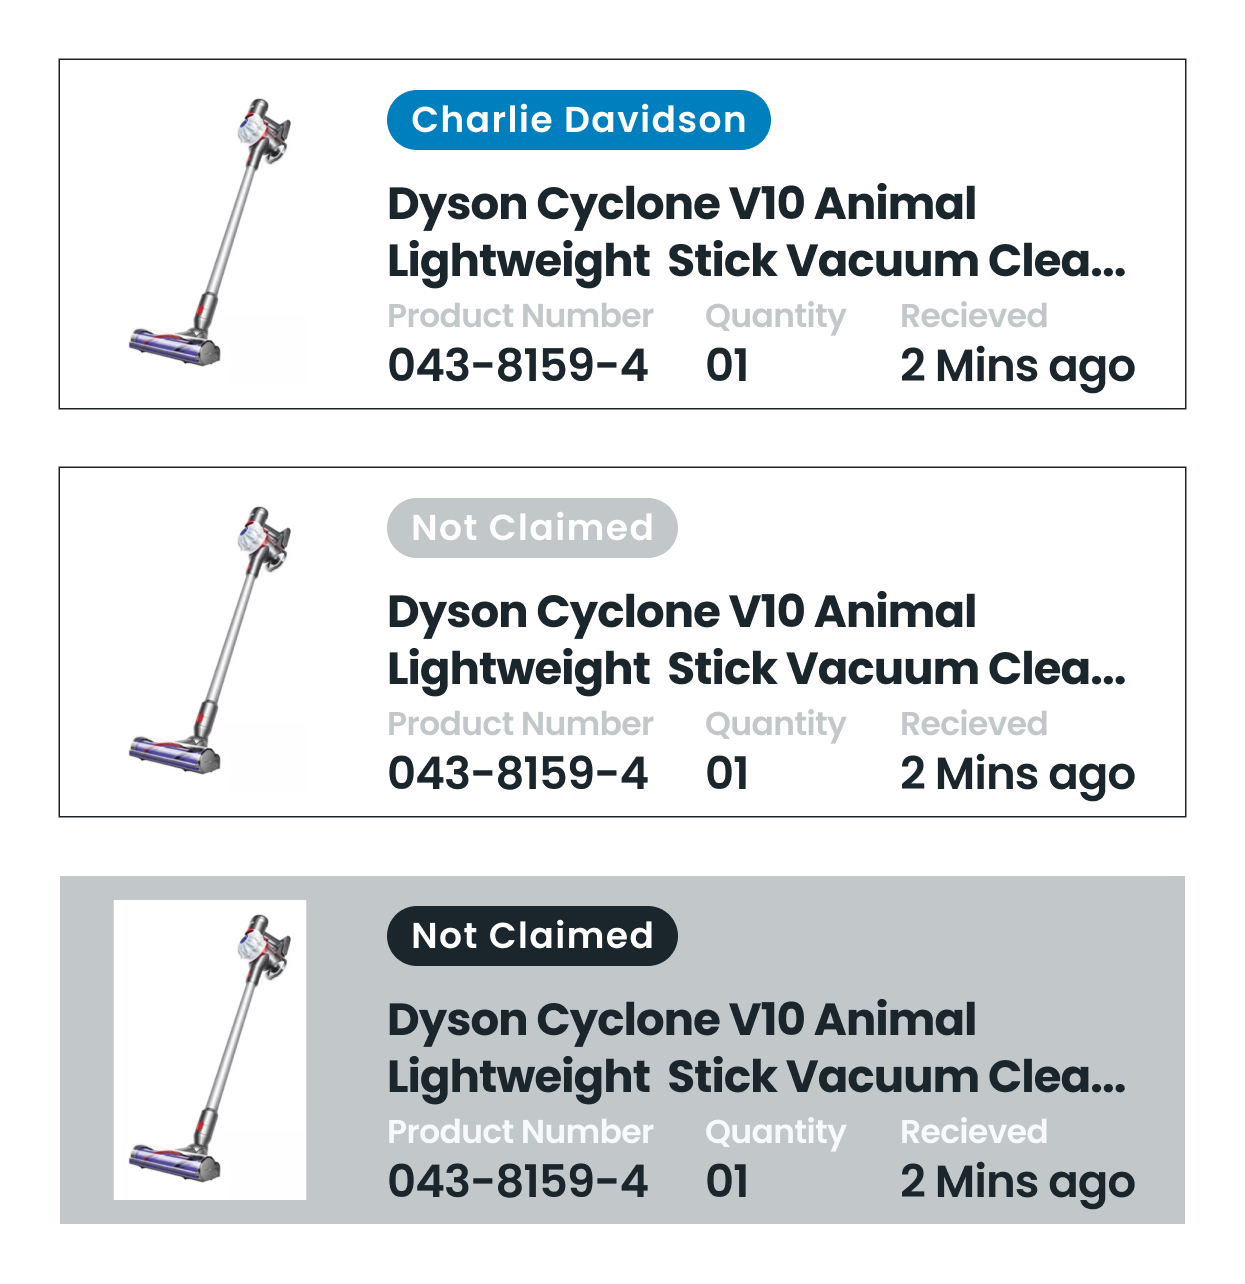 Charlie Davidson
Dyson Cyclone V10 Animal
Lightweight Stick Vacuum Clea...
Product Number Quantity Recieved
043-8159-4 01 2 Mins ago
Not Claimed
Dyson Cyclone V10 Animal
Lightweight Stick Vacuum Clea...
Product Number Quantity Recieved
043-8159-4 01 2 Mins ago
Not Claimed
Dyson Cyclone V10 Animal
Lightweight Stick Vacuum Clea...
Product Number Quantity Recieved
043-8159-4 01 2 Mins ago